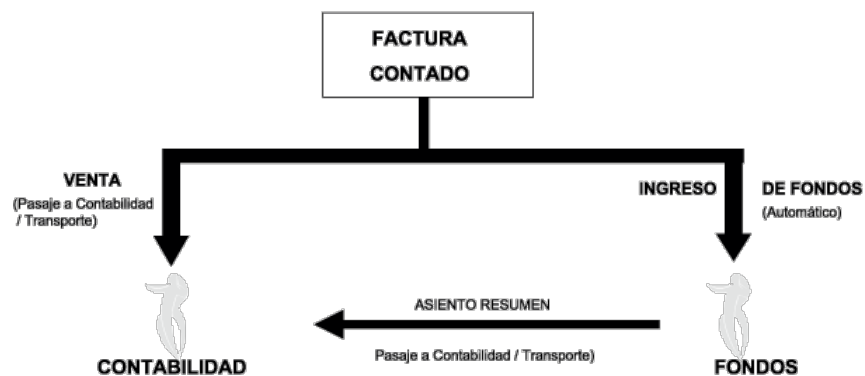 FACTURA
CONTADO
VENTA
(Pasaje a Contabilidad
/ Transporte)
INGRESO DE FONDOS
(Automático)
ASIENTO RESUMEN
Pasaje a Contabilidad / Transporte)
CONTABILIDAD
FONDOS